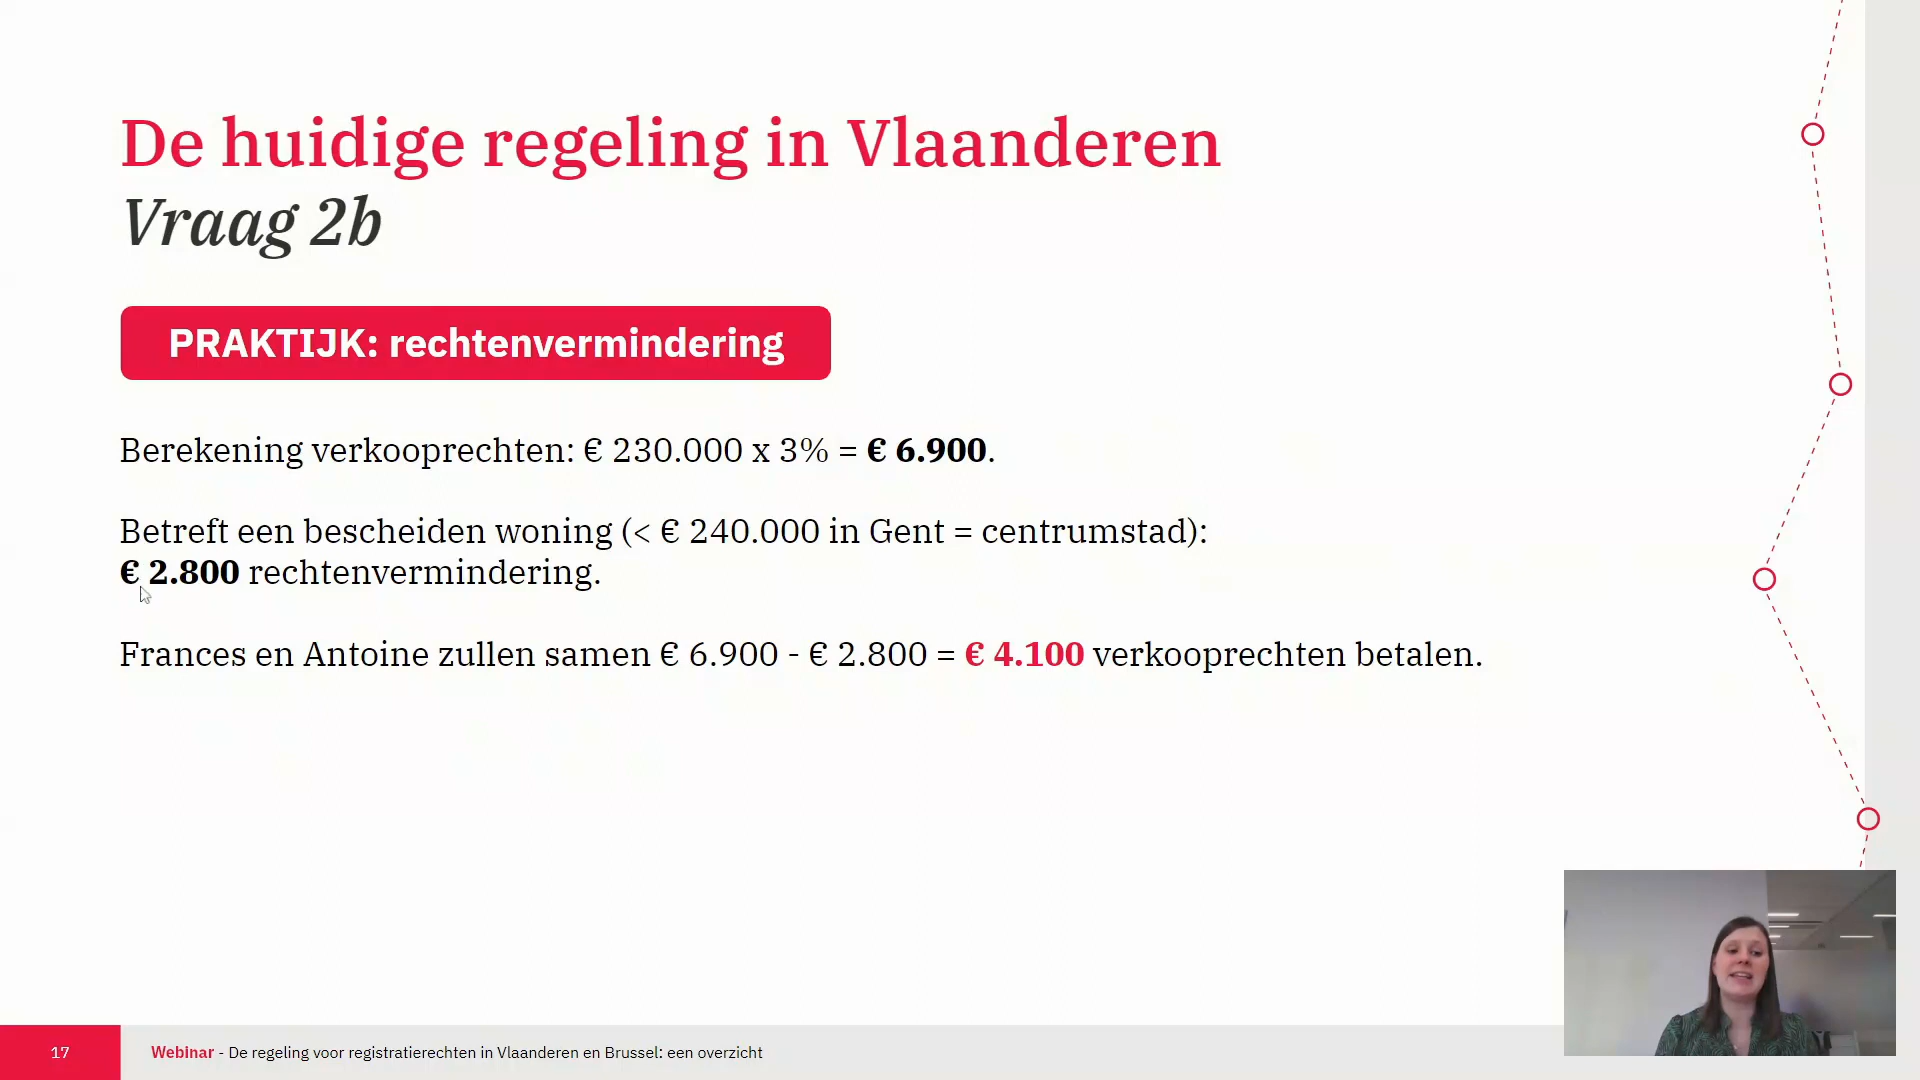 De huidige regeling in Vlaanderen
Vraag 2b
PRAKTIJK: rechtenvermindering
Berekening verkooprechten: € 230.000 x 3% = € 6.900.
Betreft een bescheiden woning (< € 240.000 in Gent = centrumstad):
€ 2.800 rechtenvermindering.
Frances en Antoine zullen samen € 6.900 - € 2.800 = € 4.100 verkooprechten betalen.
17
Webinar - De regeling voor registratierechten in Vlaanderen en Brussel: een overzicht